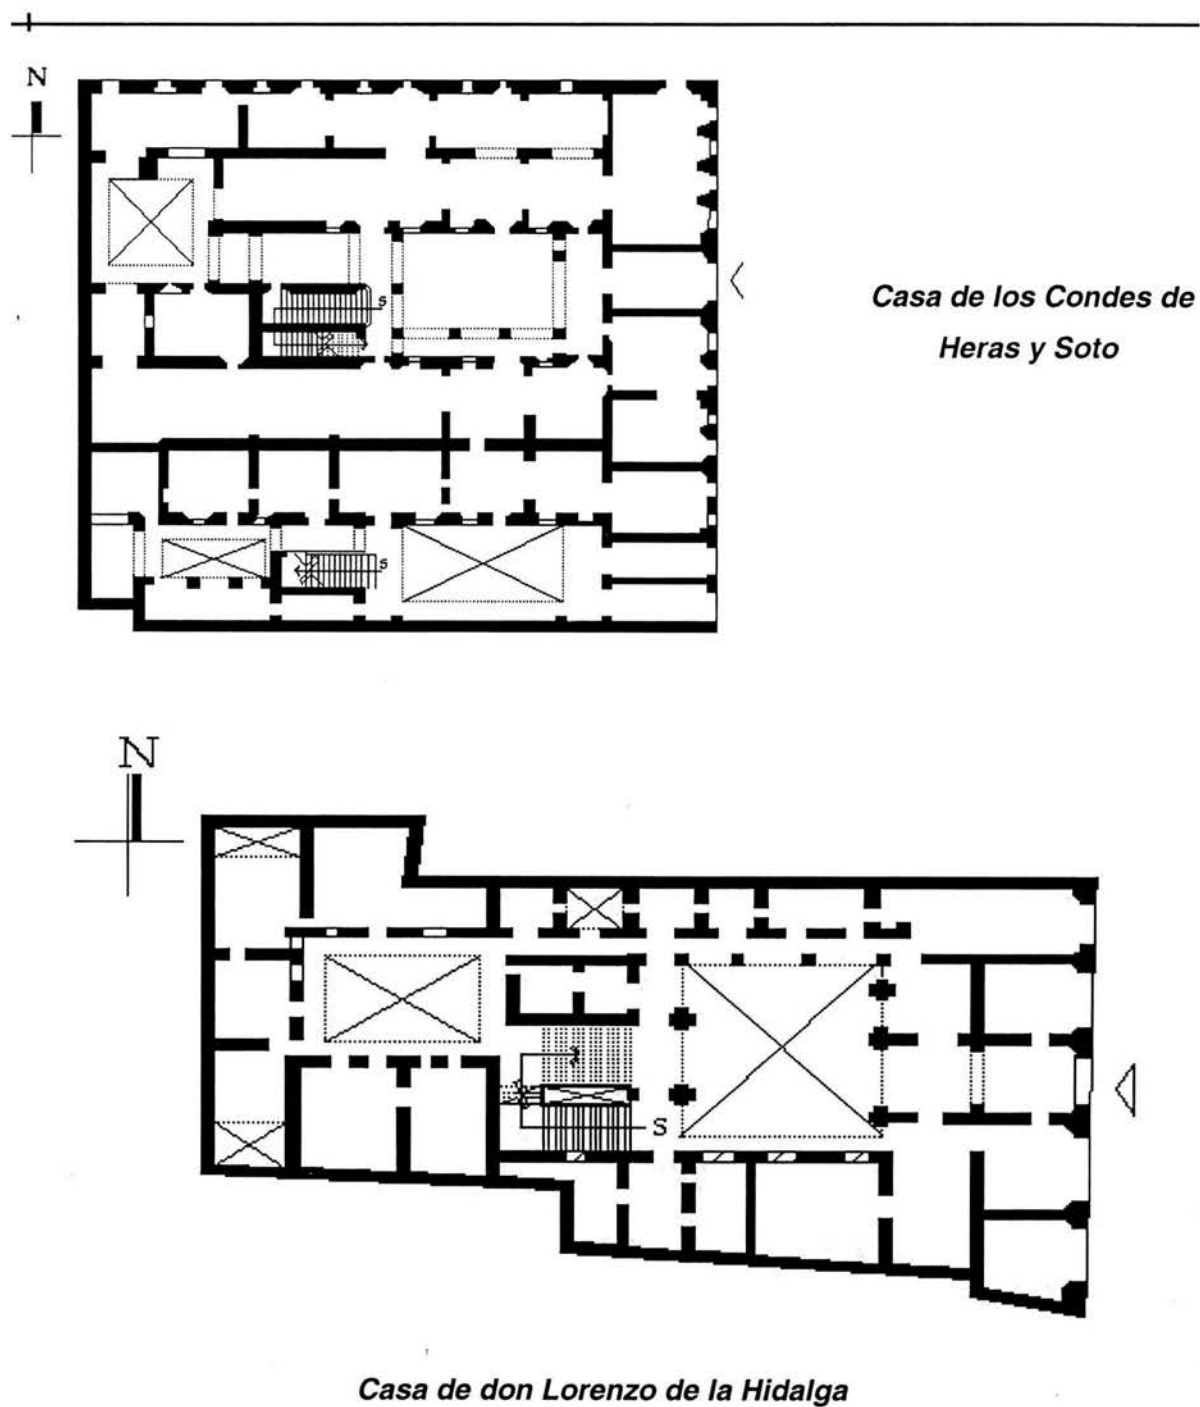 N
s
Casa de los Condes de
Heras y Soto
s
N
S
Casa de don Lorenzo de la Hidalga